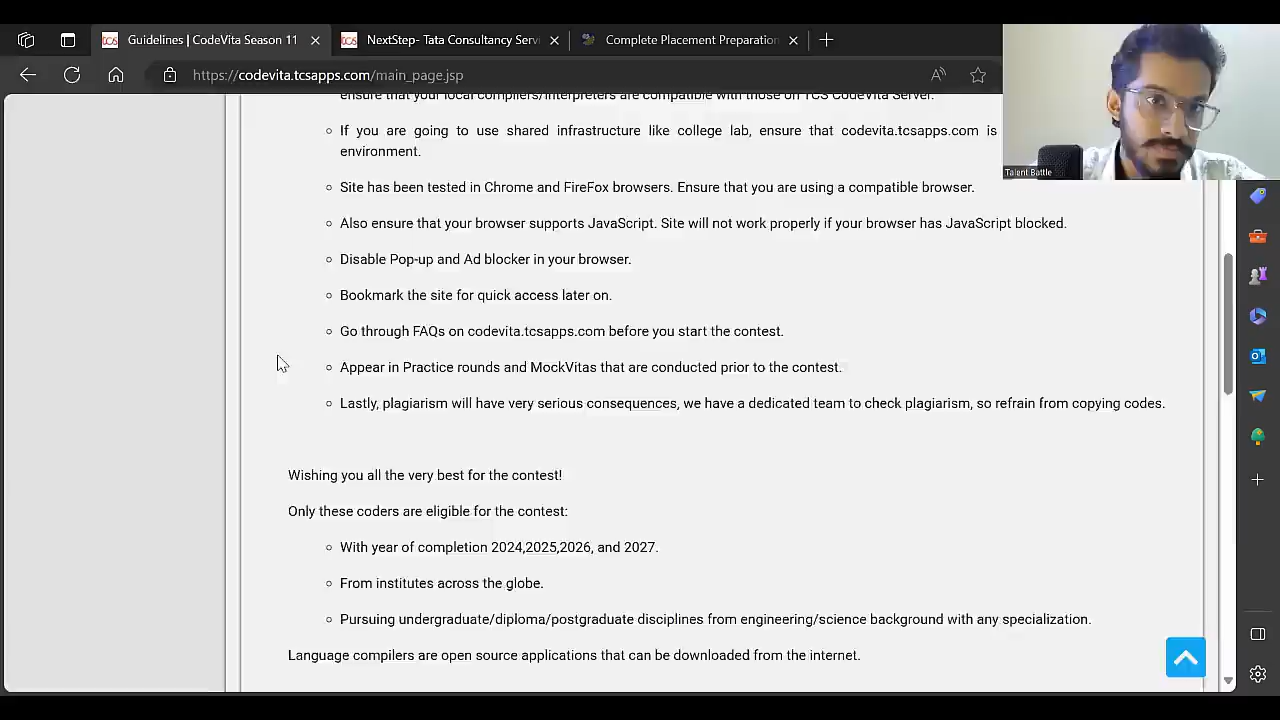 Guidelines | CodeVita Season 11
NextStep- Tata Consultancy Serv
Complete Placement Preparation
https://codevita.tcsapps.com/main_page.jsp
ensure that your local compilers/interpreters are compatible with those on TCS CodeVita Server.
If you are going to use shared infrastructure like college lab, ensure that codevita.tcsapps.com is
environment.
Site has been tested in Chrome and FireFox browsers. Ensure that you are using a compatible browser.
Also ensure that your browser supports JavaScript. Site will not work properly if your browser has JavaScript blocked.
Disable Pop-up and Ad blocker in your browser.
Bookmark the site for quick access later on.
Go through FAQs on codevita.tcsapps.com before you start the contest.
Appear in Practice rounds and MockVitas that are conducted prior to the contest.
Lastly, plagiarism will have very serious consequences, we have a dedicated team to check plagiarism, so refrain from copying codes.
Wishing you all the very best for the contest!
Only these coders are eligible for the contest:
With year of completion 2024,2025,2026, and 2027.
From institutes across the globe.
Pursuing undergraduate/diploma/postgraduate disciplines from engineering/science background with any specialization.
Language compilers are open source applications that can be downloaded from the internet.
Talent Battle